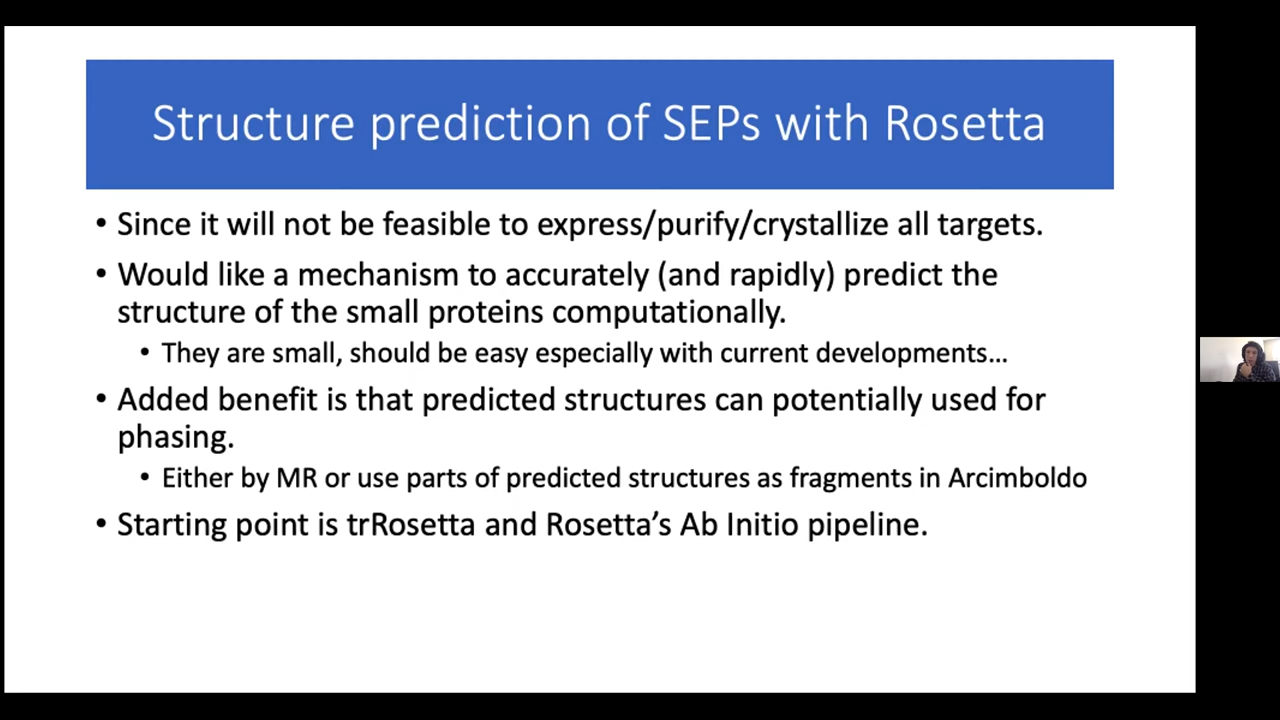 Structure prediction of SEPs with Rosetta
• Since it will not be feasible to express/purify/crystallize all targets.
• Would like a mechanism to accurately (and rapidly) predict the
structure of the small proteins computationally.
• They are small, should be easy especially with current developments…
• Added benefit is that predicted structures can potentially used for
phasing.
• Either by MR or use parts of predicted structures as fragments in Arcimboldo
• Starting point is trRosetta and Rosetta’s Ab Initio pipeline.